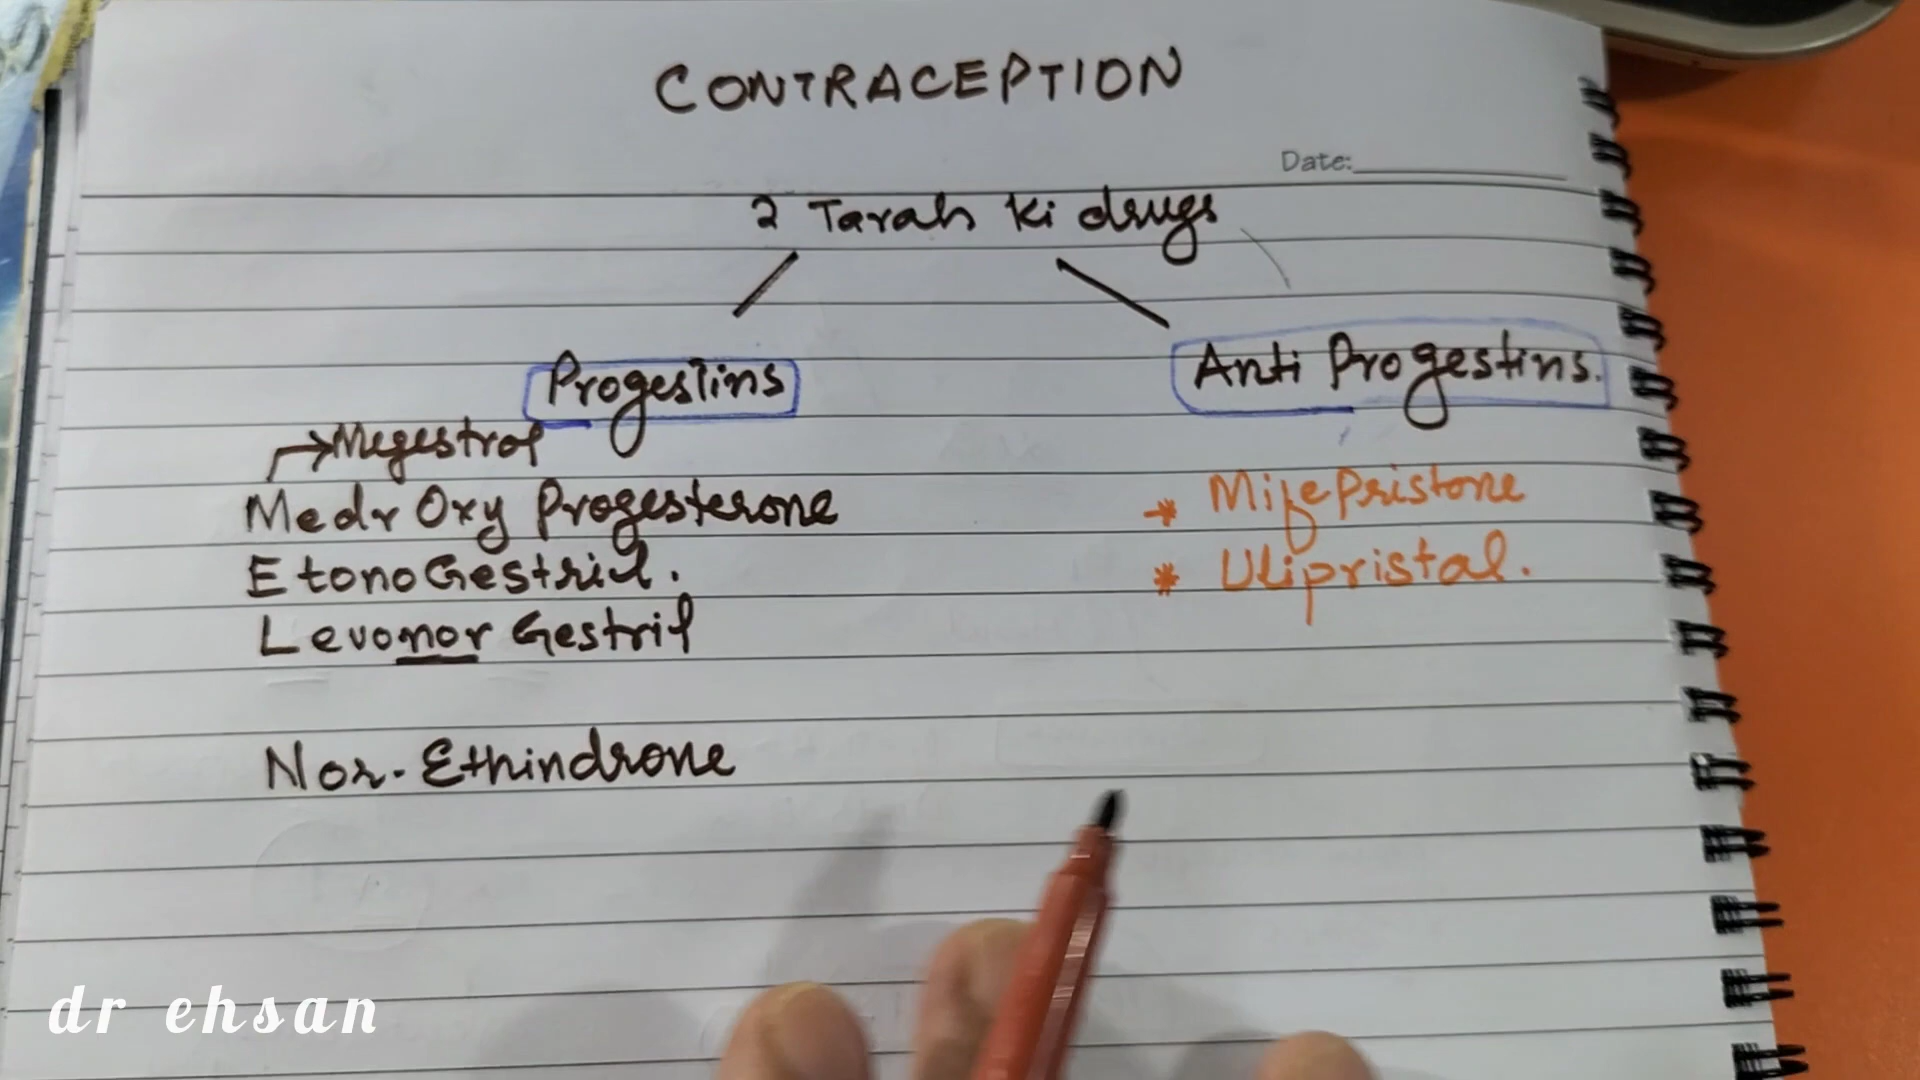 CONTRACEPTION
Date:
2 Tarah ki drugs
Progestins
Anti Progestins.
→Megestrol
Medr Oxy Progesterone
→ Mifepristone
EtonoGestril.
* Ulipristal.
Levonor Gestril
Nor. Ethindrone
dr ehsan